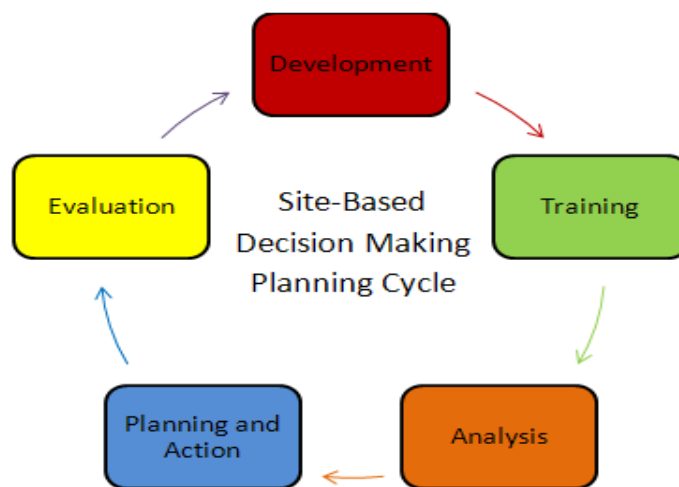 Development
Evaluation
Site-Based
Decision Making
Planning Cycle
Training
Planning and
Action
Analysis